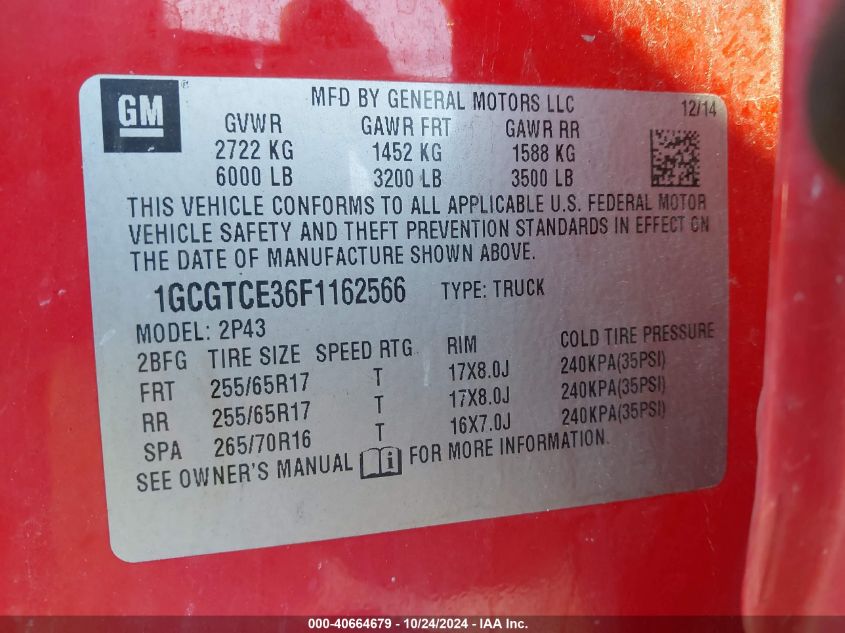 GM
MFD BY GENERAL MOTORS LLC 12/14
GVWR GAWR FRT GAWR RR
2722 KG 1452 KG 1588 KG
6000 LB 3200 LB 3500 LB
THIS VEHICLE CONFORMS TO ALL APPLICABLE U.S. FEDERAL MOTOR
VEHICLE SAFETY AND THEFT PREVENTION STANDARDS IN EFFECT ON
THE DATE OF MANUFACTURE SHOWN ABOVE.
1GCGTCE36F1162566 TYPE: TRUCK
MODEL: 2P43
2BFG TIRE SIZE SPEED RTG RIM COLD TIRE PRESSURE
FRT 255/65R17 T 17X8.0J 240KPA(35PSI)
RR 255/65R17 T 17X8.0J 240KPA(35PSI)
SPA 265/70R16 T 16X7.0J 240KPA(35PSI)
SEE OWNER'S MANUAL FOR MORE INFORMATION.
000-40664679 - 10/24/2024 - IAA Inc.